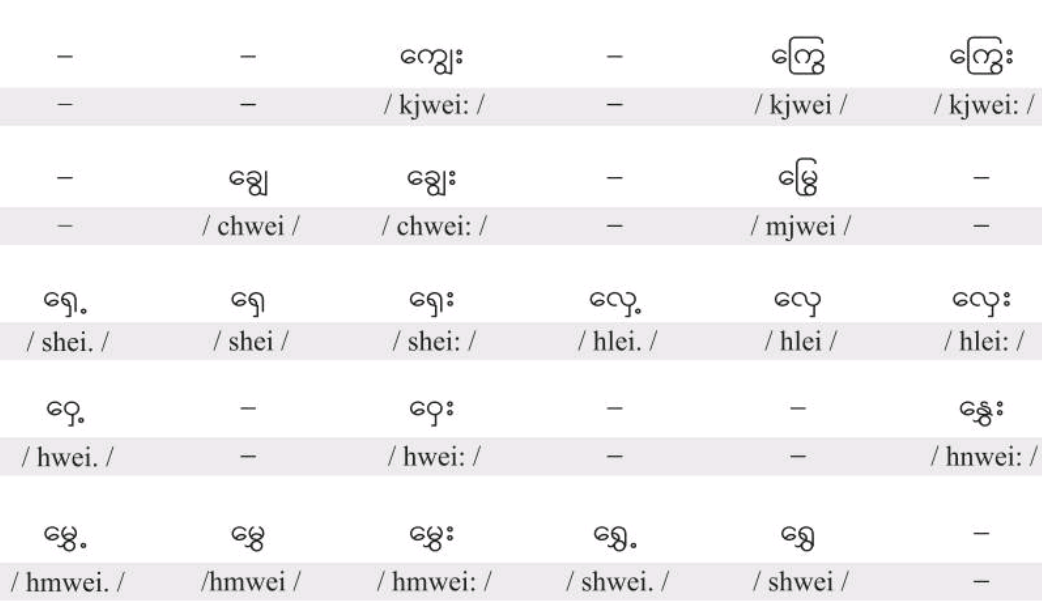 – – ကျွေး – ကြွေ ကြွေး
– – / kjwei: / – / kjwei / / kjwei: /
– ချွေ ချွေး – မြွေ –
– / chwei / / chwei: / – / mjwei / –
ရှေ့ ရှေ ရှေး လှေ့ လှေ လှေး
/ shei. / / shei / / shei: / / hlei. / / hlei / / hlei: /
ဝှေ့ – ဝှေး – – နွှေး
/ hwei. / – / hwei: / – – / hnwei: /
မွှေ့ မွှေ မွှေး ရွှေ့ ရွှေ –
/ hmwei. / /hmwei / / hmwei: / / shwei. / / shwei / –